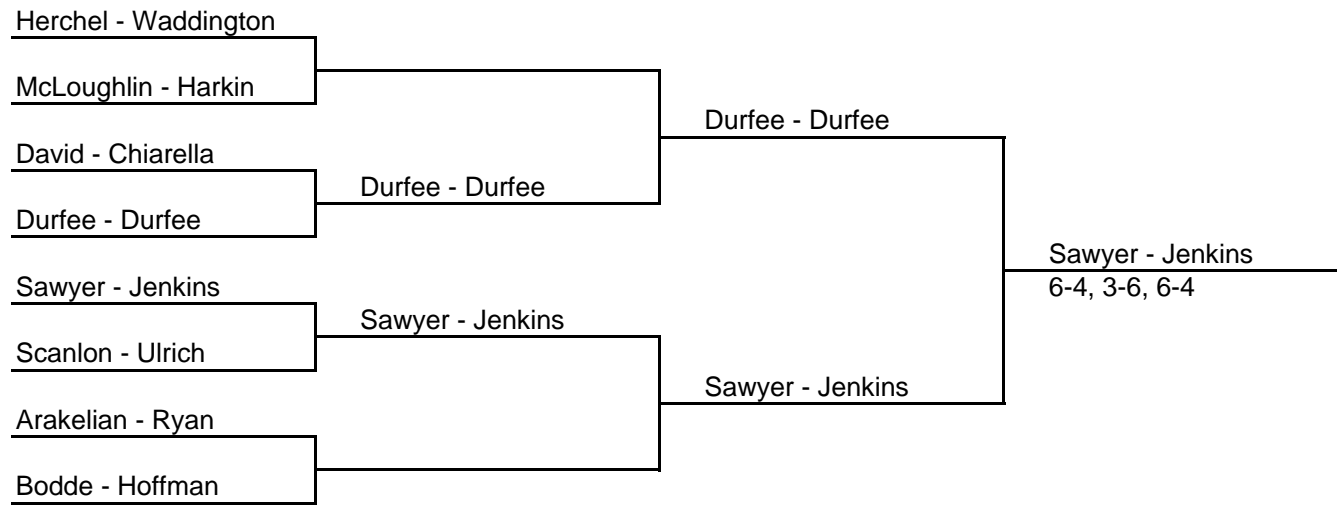 Herchel - Waddington
McLoughlin - Harkin
David - Chiarella
Durfee - Durfee
Sawyer - Jenkins
Scanlon - Ulrich
Arakelian - Ryan
Bodde - Hoffman
Durfee - Durfee
Sawyer - Jenkins
Durfee - Durfee
Sawyer - Jenkins
Sawyer - Jenkins
6-4, 3-6, 6-4